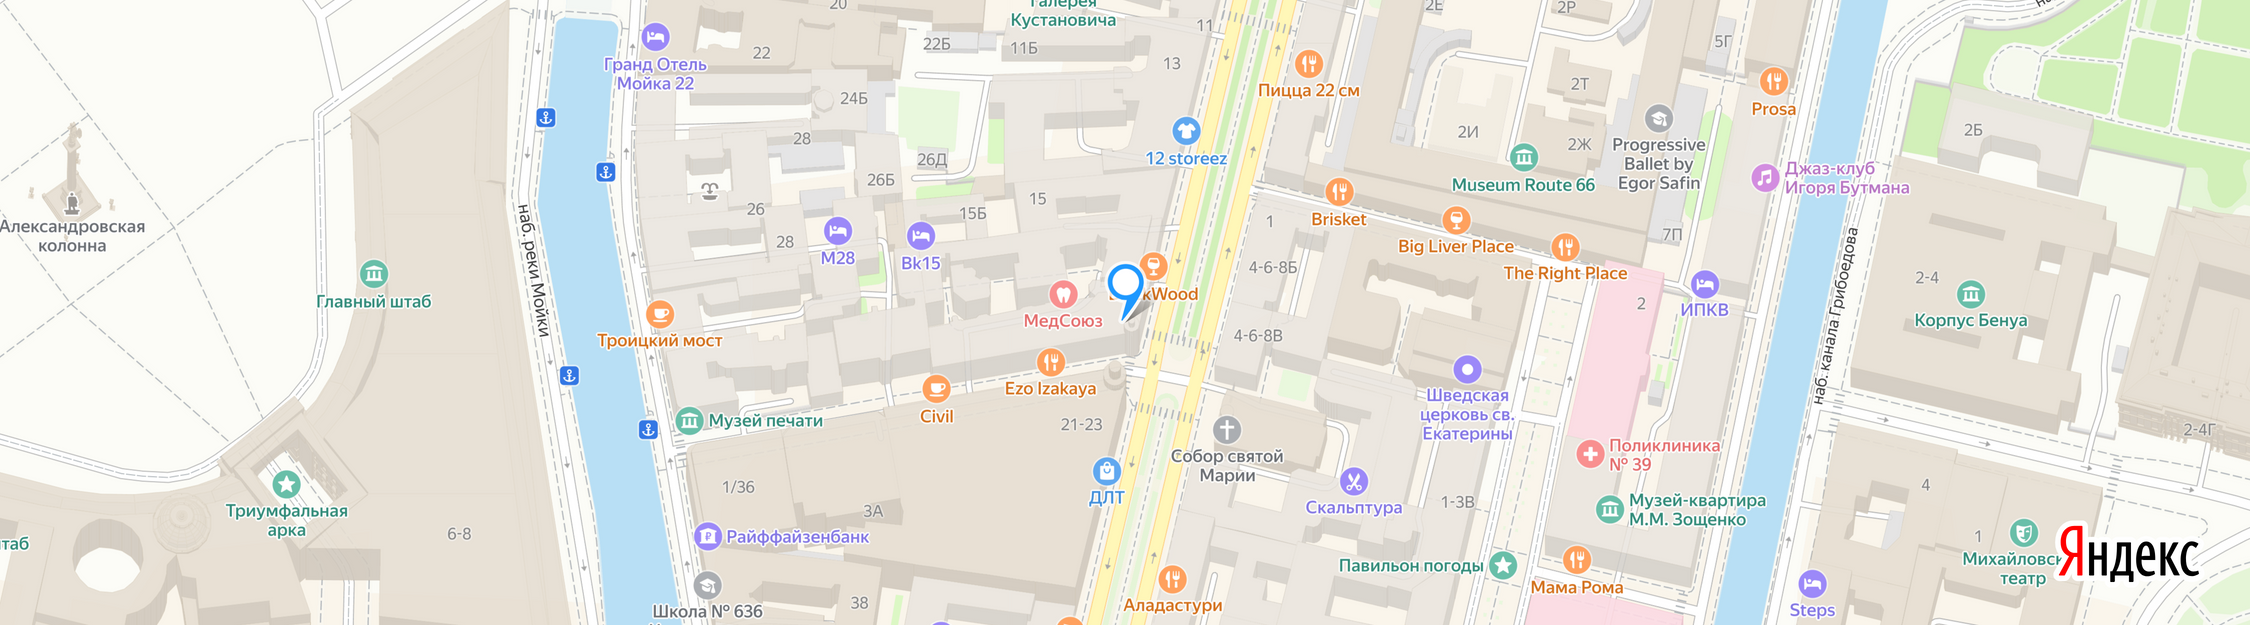 Галерея
Кустановича
20
11
2Е
2Р
22
22Б
11Б
13
5Г
Гранд Отель
Мойка 22
Пицца 22 см
2Т
Prosa
24Б
28
12 storeez
2И
2Ж
2Б
Progressive
Ballet by
Egor Safin
26Д
26Б
Museum Route 66
Джаз-клуб
Игоря Бутмана
15
15Б
26
28
1
Brisket
Big Liver Place
7П
Александровская
колонна
наб. реки Мойки
М28
Bk15
4-6-8Б
The Right Place
2-4
наб. канала Грибоедова
Главный штаб
kWood
МедСоюз
2
ИПКВ
Корпус Бенуа
Троицкий мост
4-6-8В
Ezo Izakaya
Civil
Шведская
церковь св.
Екатерины
Музей печати
21-23
2-4Г
Собор святой
Марии
Поликлиника
№ 39
1/36
ДЛТ
4
Триумфальная
арка
3А
Скальптура
1-3В
Музей-квартира
М.М. Зощенко
6-8
Райффайзенбанк
1
таб
Михайловс
театр
Яндекс
Павильон погоды
Мама Рома
Школа № 636
38
Аладастури
Steps